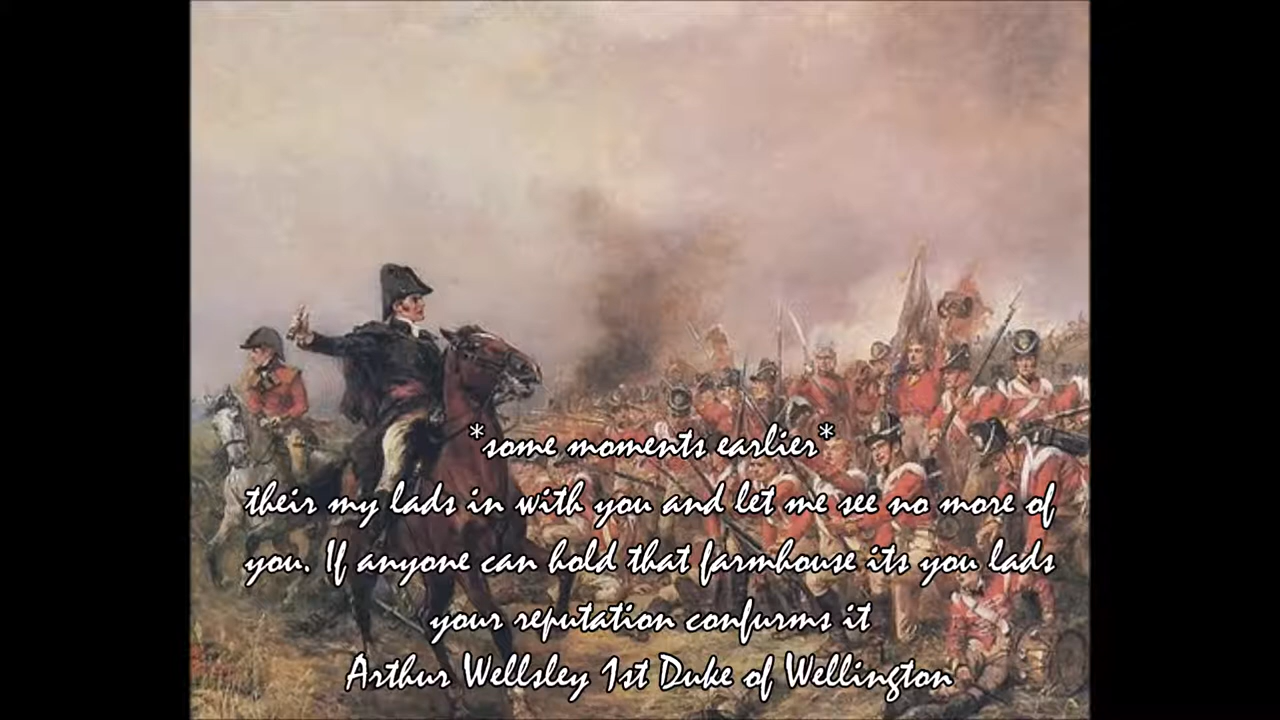 *some moments earlier*
their my lads in with you and let me see no more of
you. If anyone can hold that farmhouse its you lads
your reputation confurms it
Arthur Wellsley 1st Duke of Wellington